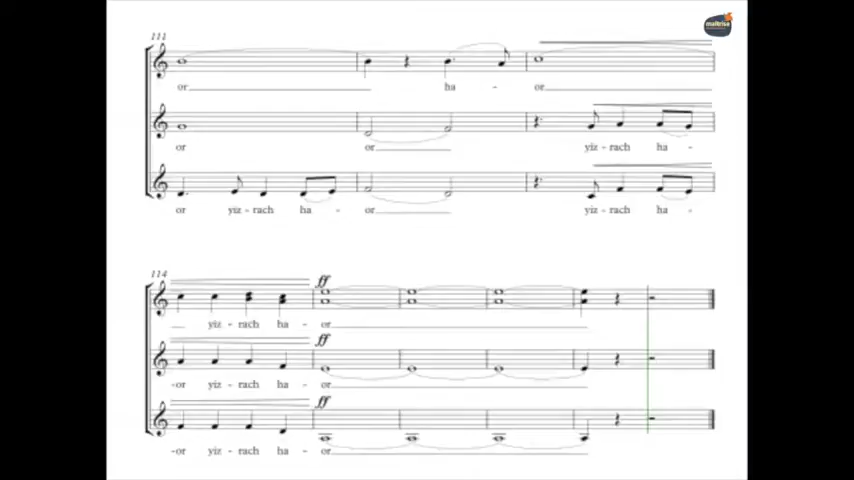 maîtrise
111
or ha - or
or or yiz - rach ha -
or yiz - rach ha - or yiz - rach ha -
114
ff
yiz - rach ha - or
ff
-or yiz - rach ha - or
ff
-or yiz - rach ha - or